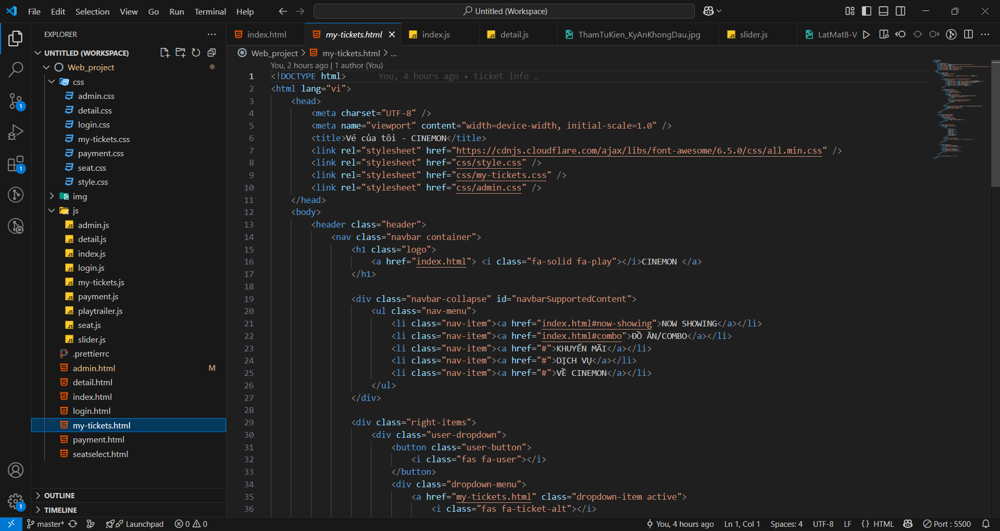 File Edit Selection View Go Run Terminal Help
Untitled (Workspace)
EXPLORER
UNTITLED (WORKSPACE)
Web_project
css
admin.css
detail.css
login.css
my-tickets.css
payment.css
seat.css
style.css
img
js
admin.js
detail.js
index.js
login.js
my-tickets.js
payment.js
playtrailer.js
seat.js
slider.js
.prettierrc
admin.html M
detail.html
index.html
login.html
my-tickets.html
payment.html
seatselect.html
OUTLINE
TIMELINE
1
1
1
index.html my-tickets.html index.js detail.js ThamTuKien_KyAnKhongDau.jpg slider.js LatMat8-V
Web_project > my-tickets.html > ...
You, 2 hours ago | 1 author (You)
1 <!DOCTYPE html> You, 4 hours ago • ticket info …
2 <html lang="vi">
3 <head>
4 <meta charset="UTF-8" />
5 <meta name="viewport" content="width=device-width, initial-scale=1.0" />
6 <title>Vé của tôi - CINEMON</title>
7 <link rel="stylesheet" href="https://cdnjs.cloudflare.com/ajax/libs/font-awesome/6.5.0/css/all.min.css" />
8 <link rel="stylesheet" href="css/style.css" />
9 <link rel="stylesheet" href="css/my-tickets.css" />
10 <link rel="stylesheet" href="css/admin.css" />
11 </head>
12 <body>
13 <header class="header">
14 <nav class="navbar container">
15 <h1 class="logo">
16 <a href="index.html"> <i class="fa-solid fa-play"></i>CINEMON </a>
17 </h1>
18
19 <div class="navbar-collapse" id="navbarSupportedContent">
20 <ul class="nav-menu">
21 <li class="nav-item"><a href="index.html#now-showing">NOW SHOWING</a></li>
22 <li class="nav-item"><a href="index.html#combo">ĐỒ ĂN/COMBO</a></li>
23 <li class="nav-item"><a href="#">KHUYẾN MÃI</a></li>
24 <li class="nav-item"><a href="#">DỊCH VỤ</a></li>
25 <li class="nav-item"><a href="#">VỀ CINEMON</a></li>
26 </ul>
27 </div>
28
29 <div class="right-items">
30 <div class="user-dropdown">
31 <button class="user-button">
32 <i class="fas fa-user"></i>
33 </button>
34 <div class="dropdown-menu">
35 <a href="my-tickets.html" class="dropdown-item active">
36 <i class="fas fa-ticket-alt"></i>
master* Launchpad 0 0 You, 4 hours ago Ln 1, Col 1 Spaces: 4 UTF-8 LF {} HTML Port : 5500